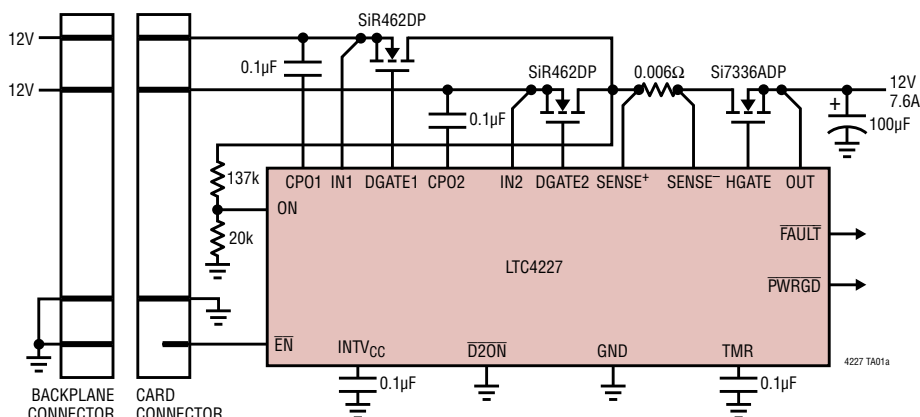 SiR462DP
12V
0.1µF
SiR462DP
0.006Ω
Si7336ADP
12V
12V
7.6A
0.1µF
+
100µF
137k
CPO1
IN1
DGATE1
CPO2
IN2
DGATE2
SENSE+
SENSE−
HGATE
OUT
ON
20k
FAULT
LTC4227
PWRGD
EN
INTVCC
D2ON
GND
TMR
4227 TA01a
0.1µF
0.1µF
BACKPLANE
CONNECTOR
CARD
CONNECTOR